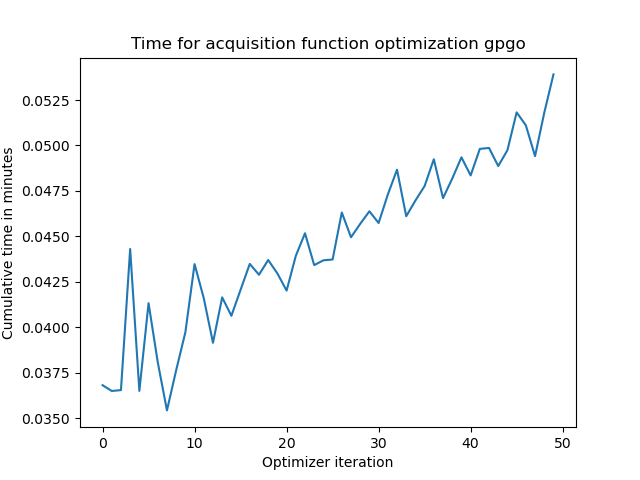 Time for acquisition function optimization gpgo
Cumulative time in minutes
0.0525
0.0500
0.0475
0.0450
0.0425
0.0400
0.0375
0.0350
0 10 20 30 40 50
Optimizer iteration